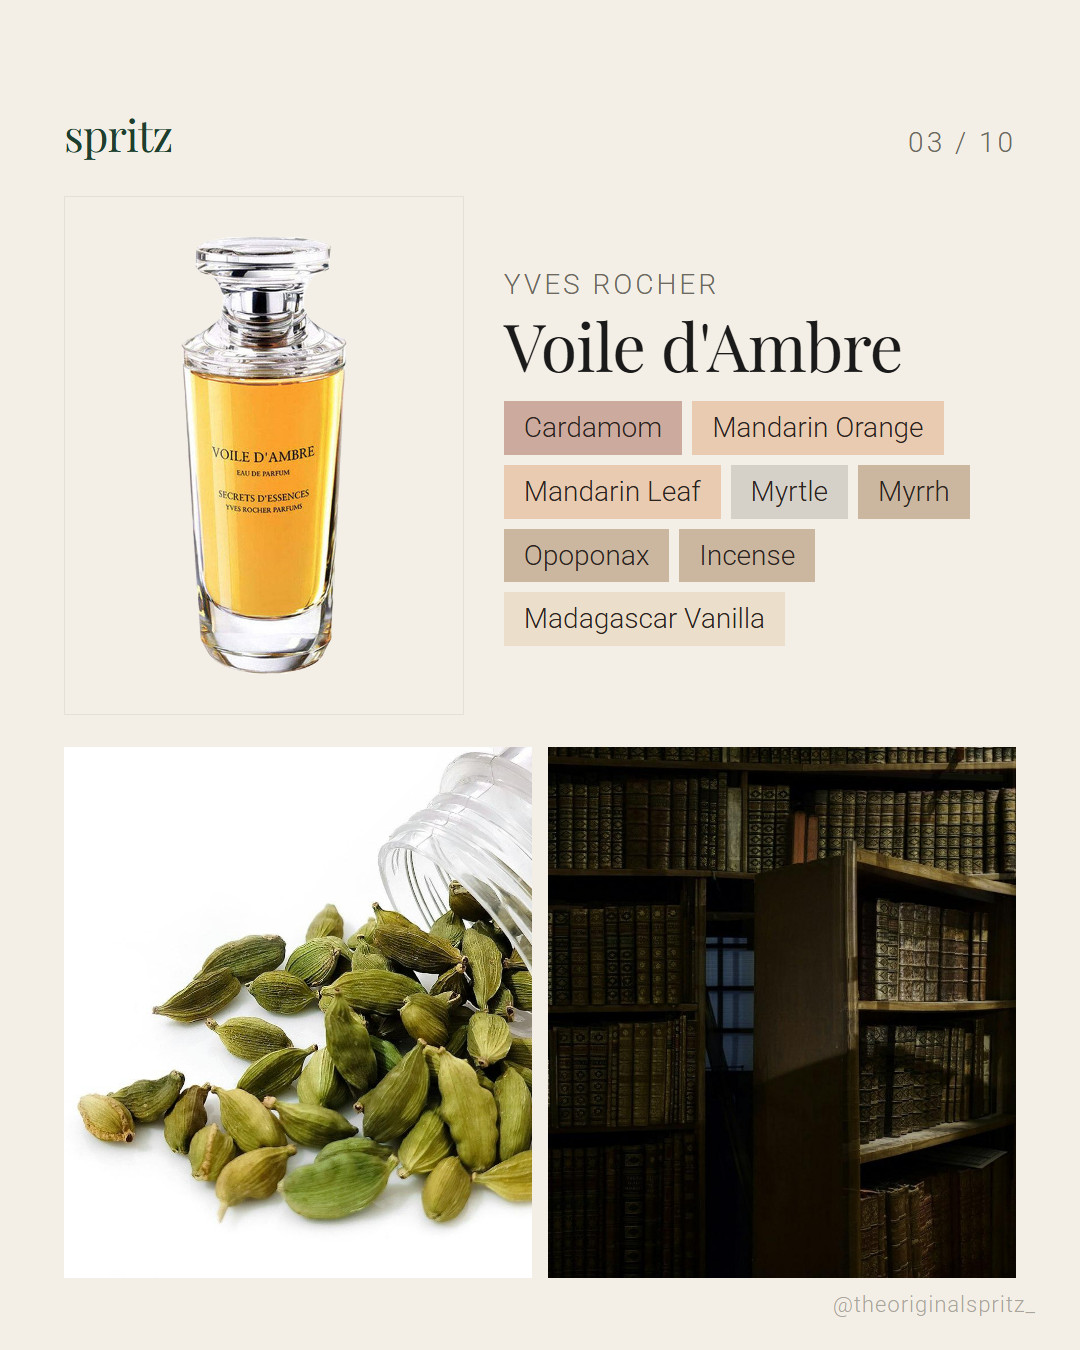 spritz
03 / 10
YVES ROCHER
Voile d'Ambre
Cardamom
Mandarin Orange
Mandarin Leaf
Myrtle
Myrrh
Opoponax
Incense
Madagascar Vanilla
VOILE D'AMBRE
EAU DE PARFUM
SECRETS D'ESSENCES
YVES ROCHER PARFUMS
@theoriginalspritz_